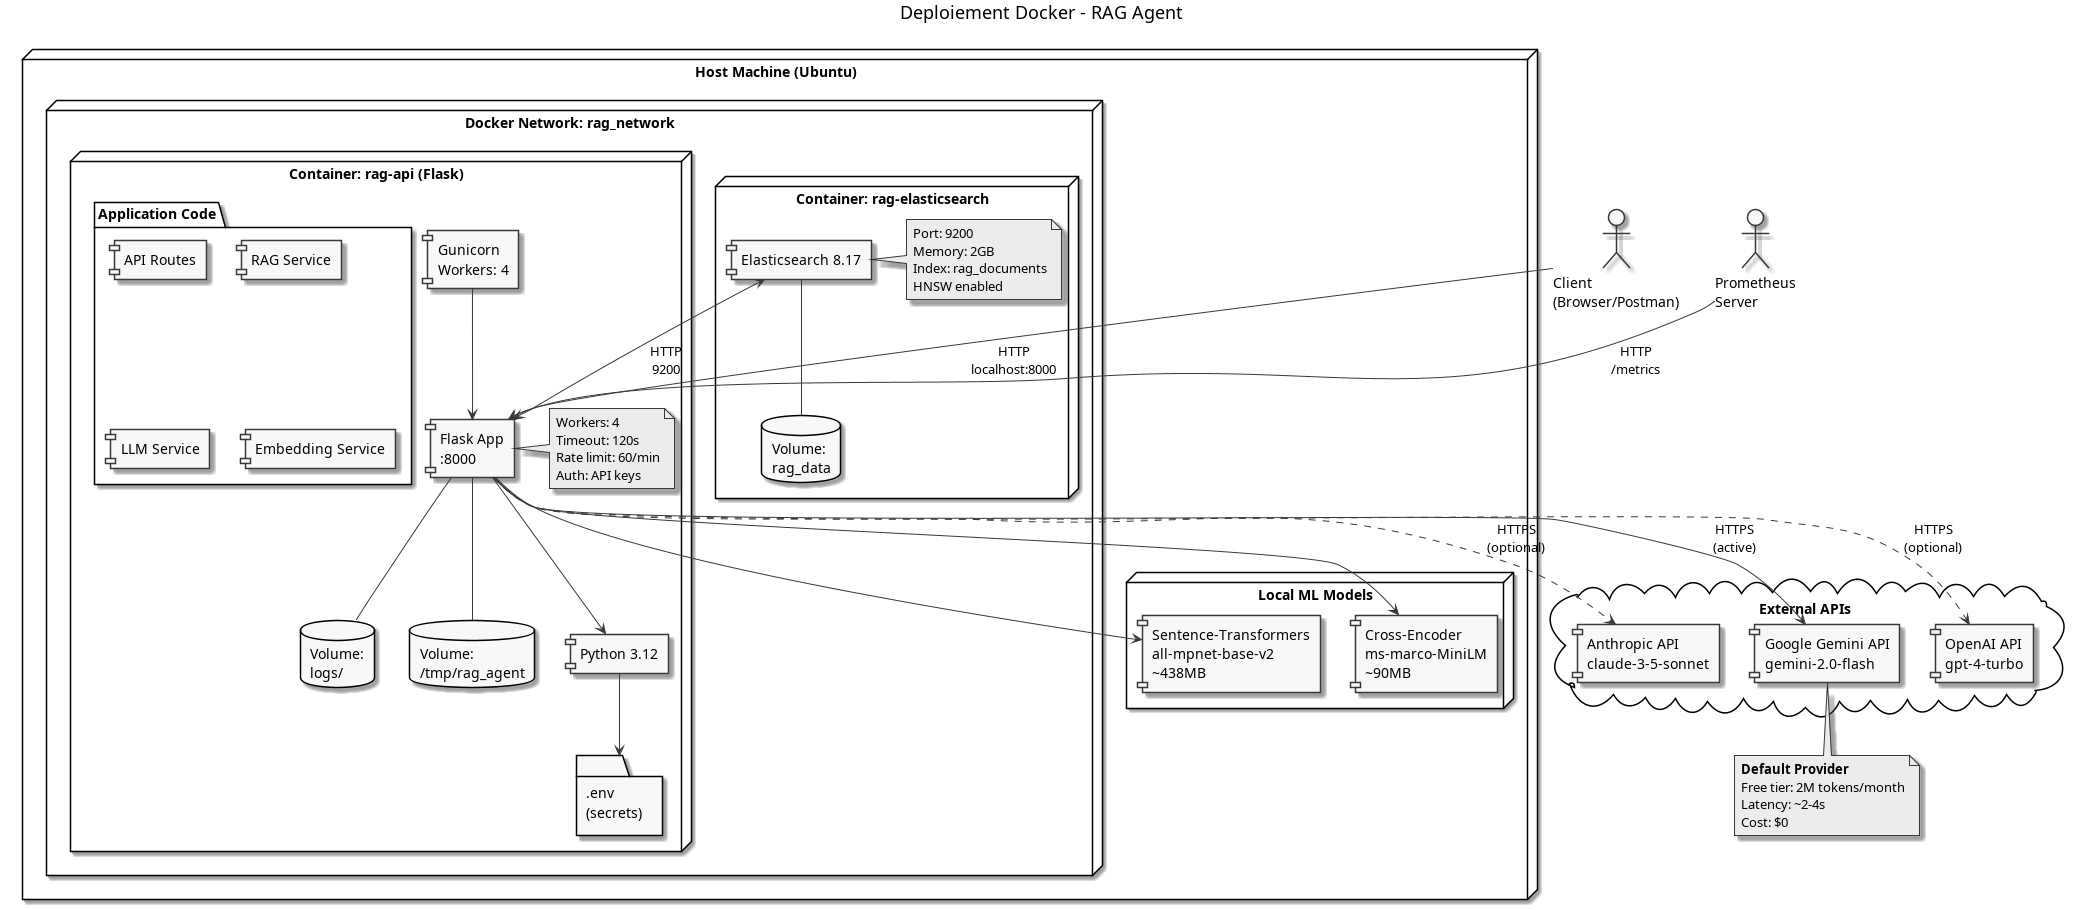 Deploiement Docker - RAG Agent
Host Machine (Ubuntu)
Docker Network: rag_network
Container: rag-api (Flask)
Application Code
API Routes
RAG Service
LLM Service
Embedding Service
Gunicorn
Workers: 4
Flask App
:8000
Workers: 4
Timeout: 120s
Rate limit: 60/min
Auth: API keys
Volume:
logs/
Volume:
/tmp/rag_agent
Python 3.12
.env
(secrets)
Container: rag-elasticsearch
Elasticsearch 8.17
Port: 9200
Memory: 2GB
Index: rag_documents
HNSW enabled
Volume:
rag_data
HTTP
9200
HTTP
localhost:8000
HTTP
/metrics
Client
(Browser/Postman)
Prometheus
Server
HTTPS
(optional)
HTTPS
(active)
HTTPS
(optional)
Local ML Models
Sentence-Transformers
all-mpnet-base-v2
~438MB
Cross-Encoder
ms-marco-MiniLM
~90MB
External APIs
Anthropic API
claude-3-5-sonnet
Google Gemini API
gemini-2.0-flash
OpenAI API
gpt-4-turbo
Default Provider
Free tier: 2M tokens/month
Latency: ~2-4s
Cost: $0